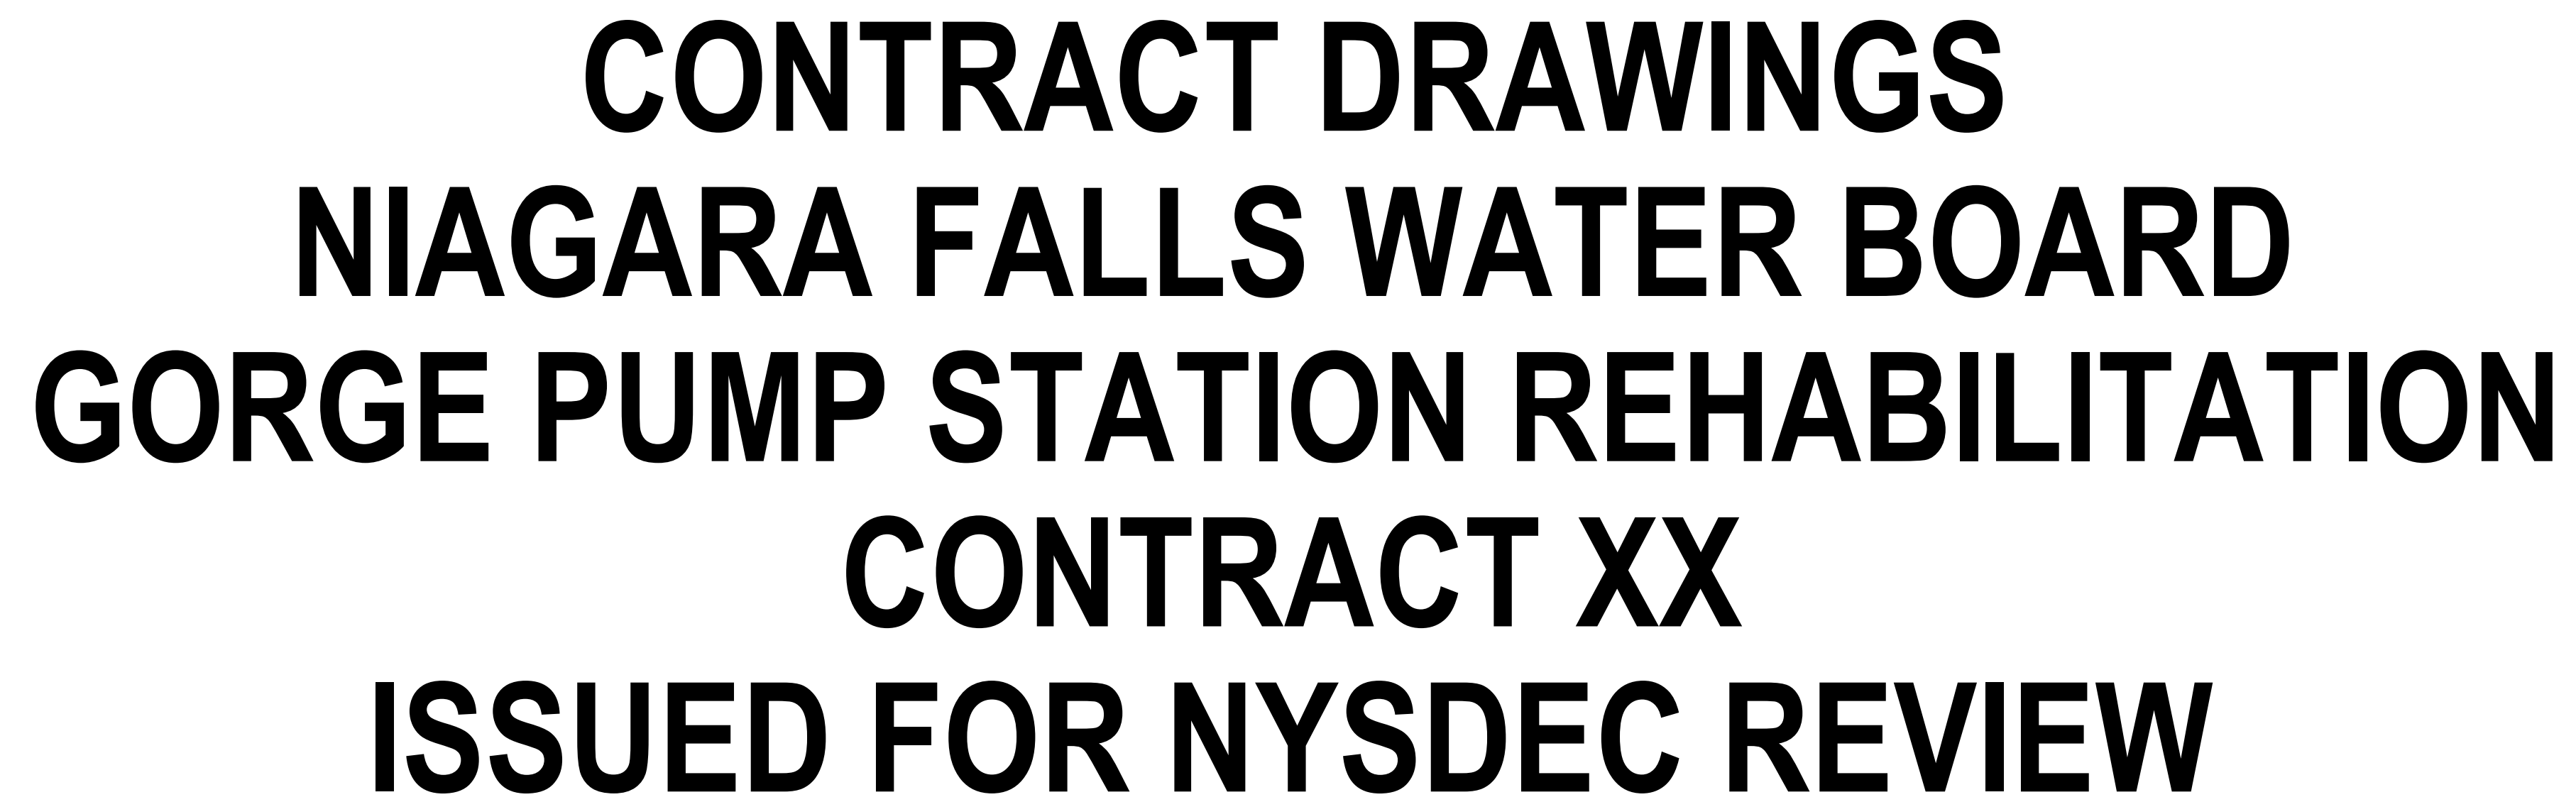 CONTRACT DRAWINGS
NIAGARA FALLS WATER BOARD
GORGE PUMP STATION REHABILITATION
CONTRACT XX
ISSUED FOR NYSDEC REVIEW